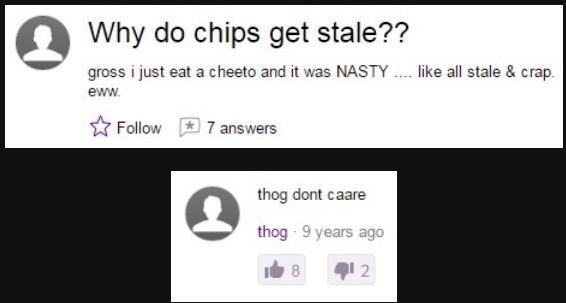 Why do chips get stale??
gross i just eat a cheeto and it was NASTY .... like all stale & crap.
eww.
Follow 7 answers
thog dont caare
thog · 9 years ago
8 2